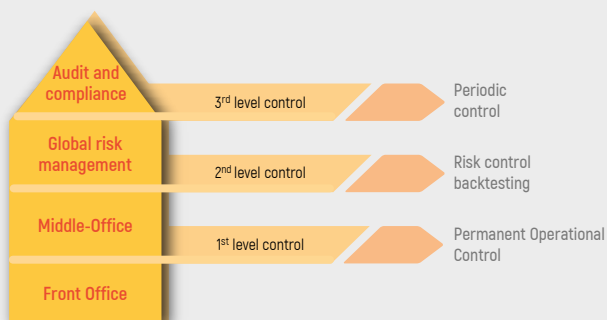 Audit and
compliance
3rd level control
Periodic
control
Global risk
management
2nd level control
Risk control
backtesting
Middle-Office
1st level control
Permanent Operational
Control
Front Office